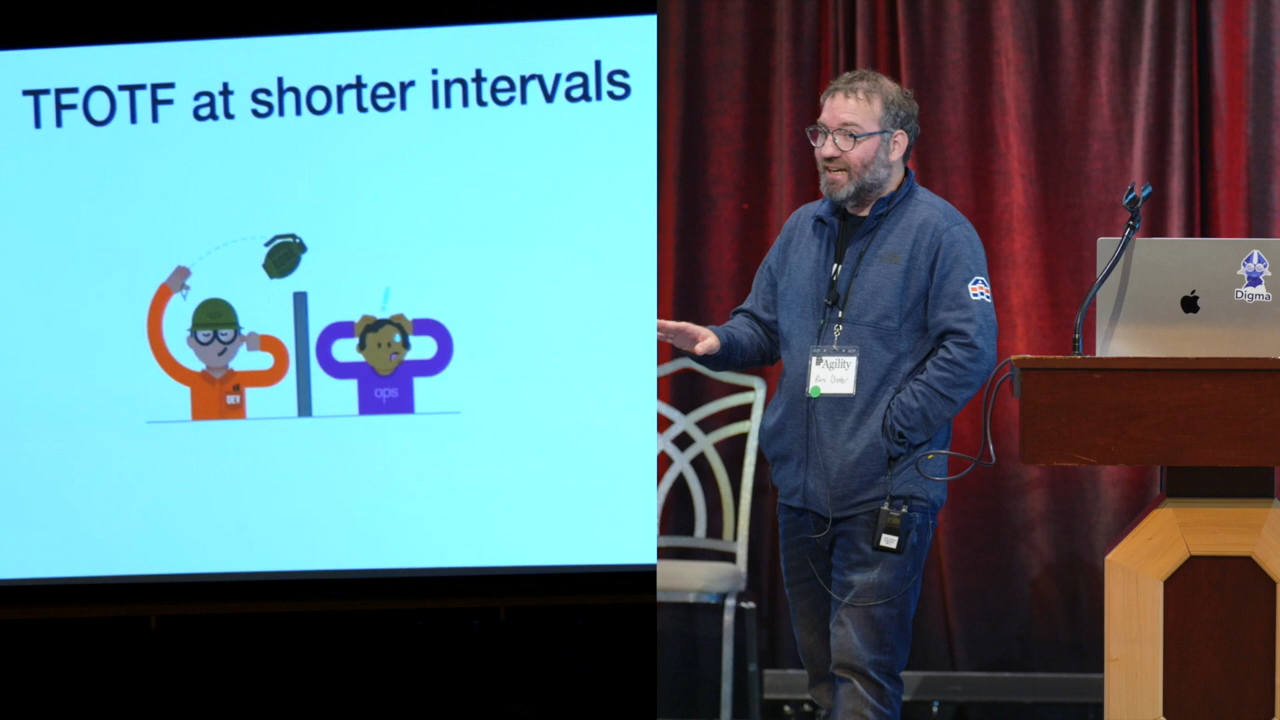 TFOTF at shorter intervals
DEV
ops
Agility
Digma